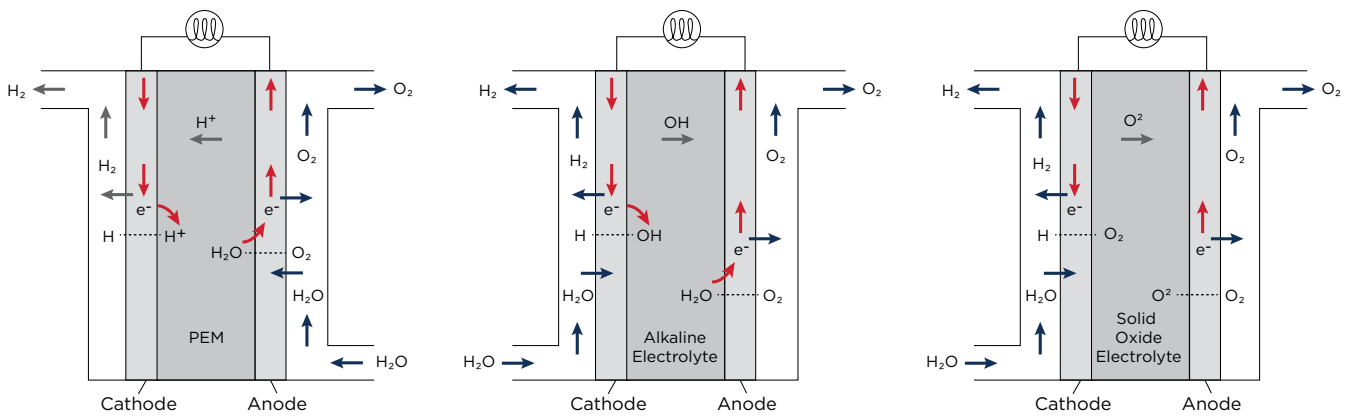 H₂
O₂
H⁺
H₂
O₂
e⁻
e⁻
H
H⁺
H₂O
O₂
H₂O
PEM
H₂O
Cathode
Anode
H₂
O₂
OH
H₂
O₂
e⁻
H
OH
e⁻
H₂O
H₂O
O₂
Alkaline
Electrolyte
H₂O
Cathode
Anode
H₂
O₂
O²
H₂
O₂
e⁻
H
O₂
e⁻
H₂O
O²
O₂
Solid
Oxide
Electrolyte
H₂O
Cathode
Anode